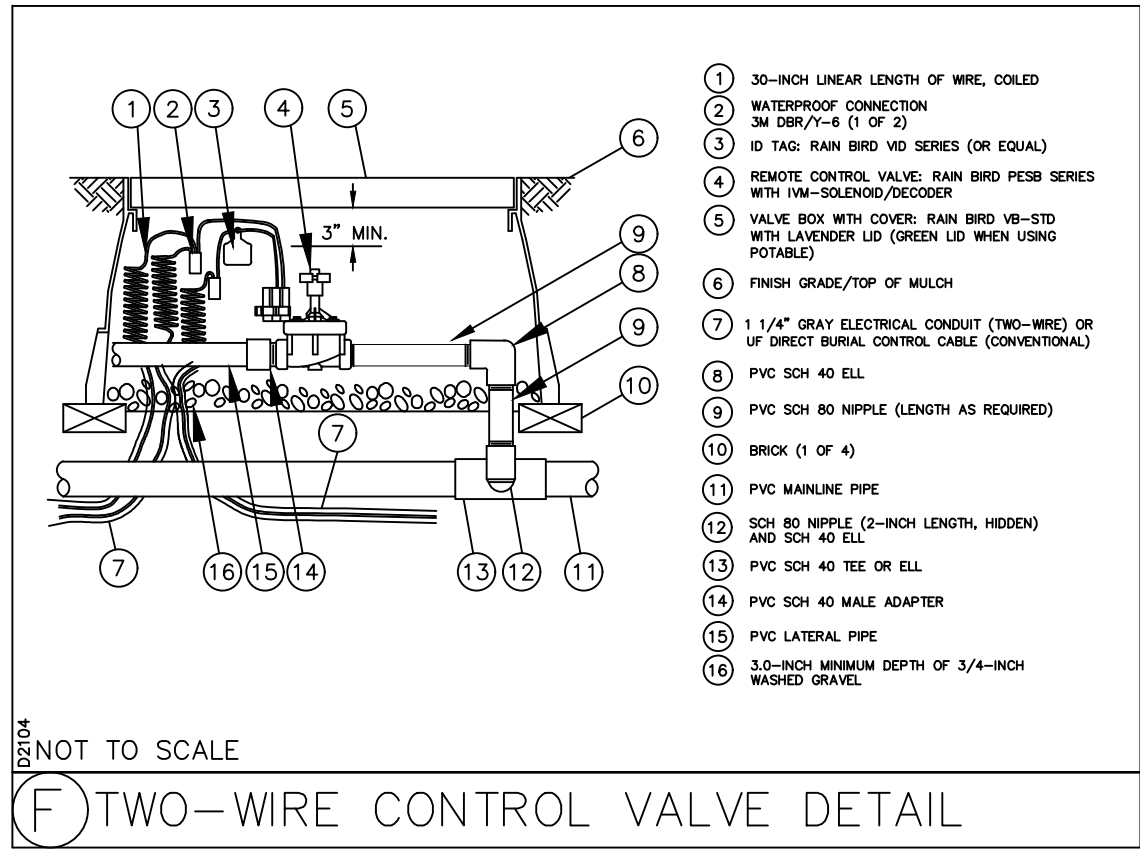 1 2 3 4 5 6
3" MIN.
9
8
9
10
7
7
16 15 14 13 12 11
1 30-INCH LINEAR LENGTH OF WIRE, COILED
2 WATERPROOF CONNECTION
3M DBR/Y-6 (1 OF 2)
3 ID TAG: RAIN BIRD VID SERIES (OR EQUAL)
4 REMOTE CONTROL VALVE: RAIN BIRD PESB SERIES
WITH IVM-SOLENOID/DECODER
5 VALVE BOX WITH COVER: RAIN BIRD VB-STD
WITH LAVENDER LID (GREEN LID WHEN USING
POTABLE)
6 FINISH GRADE/TOP OF MULCH
7 1 1/4" GRAY ELECTRICAL CONDUIT (TWO-WIRE) OR
UF DIRECT BURIAL CONTROL CABLE (CONVENTIONAL)
8 PVC SCH 40 ELL
9 PVC SCH 80 NIPPLE (LENGTH AS REQUIRED)
10 BRICK (1 OF 4)
11 PVC MAINLINE PIPE
12 SCH 80 NIPPLE (2-INCH LENGTH, HIDDEN)
AND SCH 40 ELL
13 PVC SCH 40 TEE OR ELL
14 PVC SCH 40 MALE ADAPTER
15 PVC LATERAL PIPE
16 3.0-INCH MINIMUM DEPTH OF 3/4-INCH
WASHED GRAVEL
D2104
NOT TO SCALE
F TWO-WIRE CONTROL VALVE DETAIL